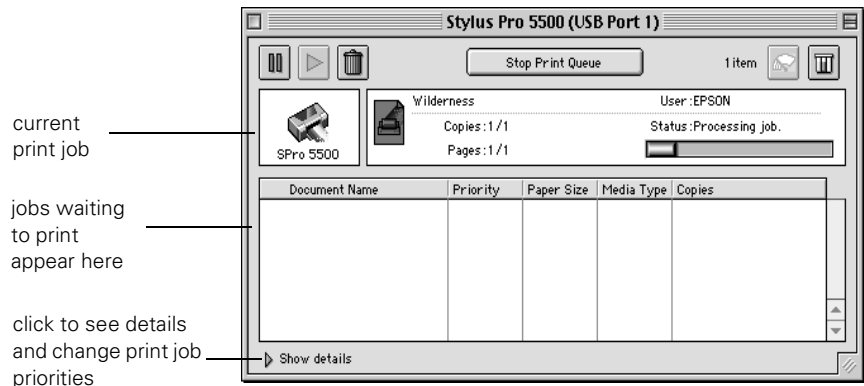 Stylus Pro 5500 (USB Port 1)
Stop Print Queue
1 item
current
print job
SPro 5500
Wilderness
User:EPSON
Copies:1/1
Status:Processing job.
Pages:1/1
Document Name Priority Paper Size Media Type Copies
jobs waiting
to print
appear here
click to see details
and change print job
priorities
Show details